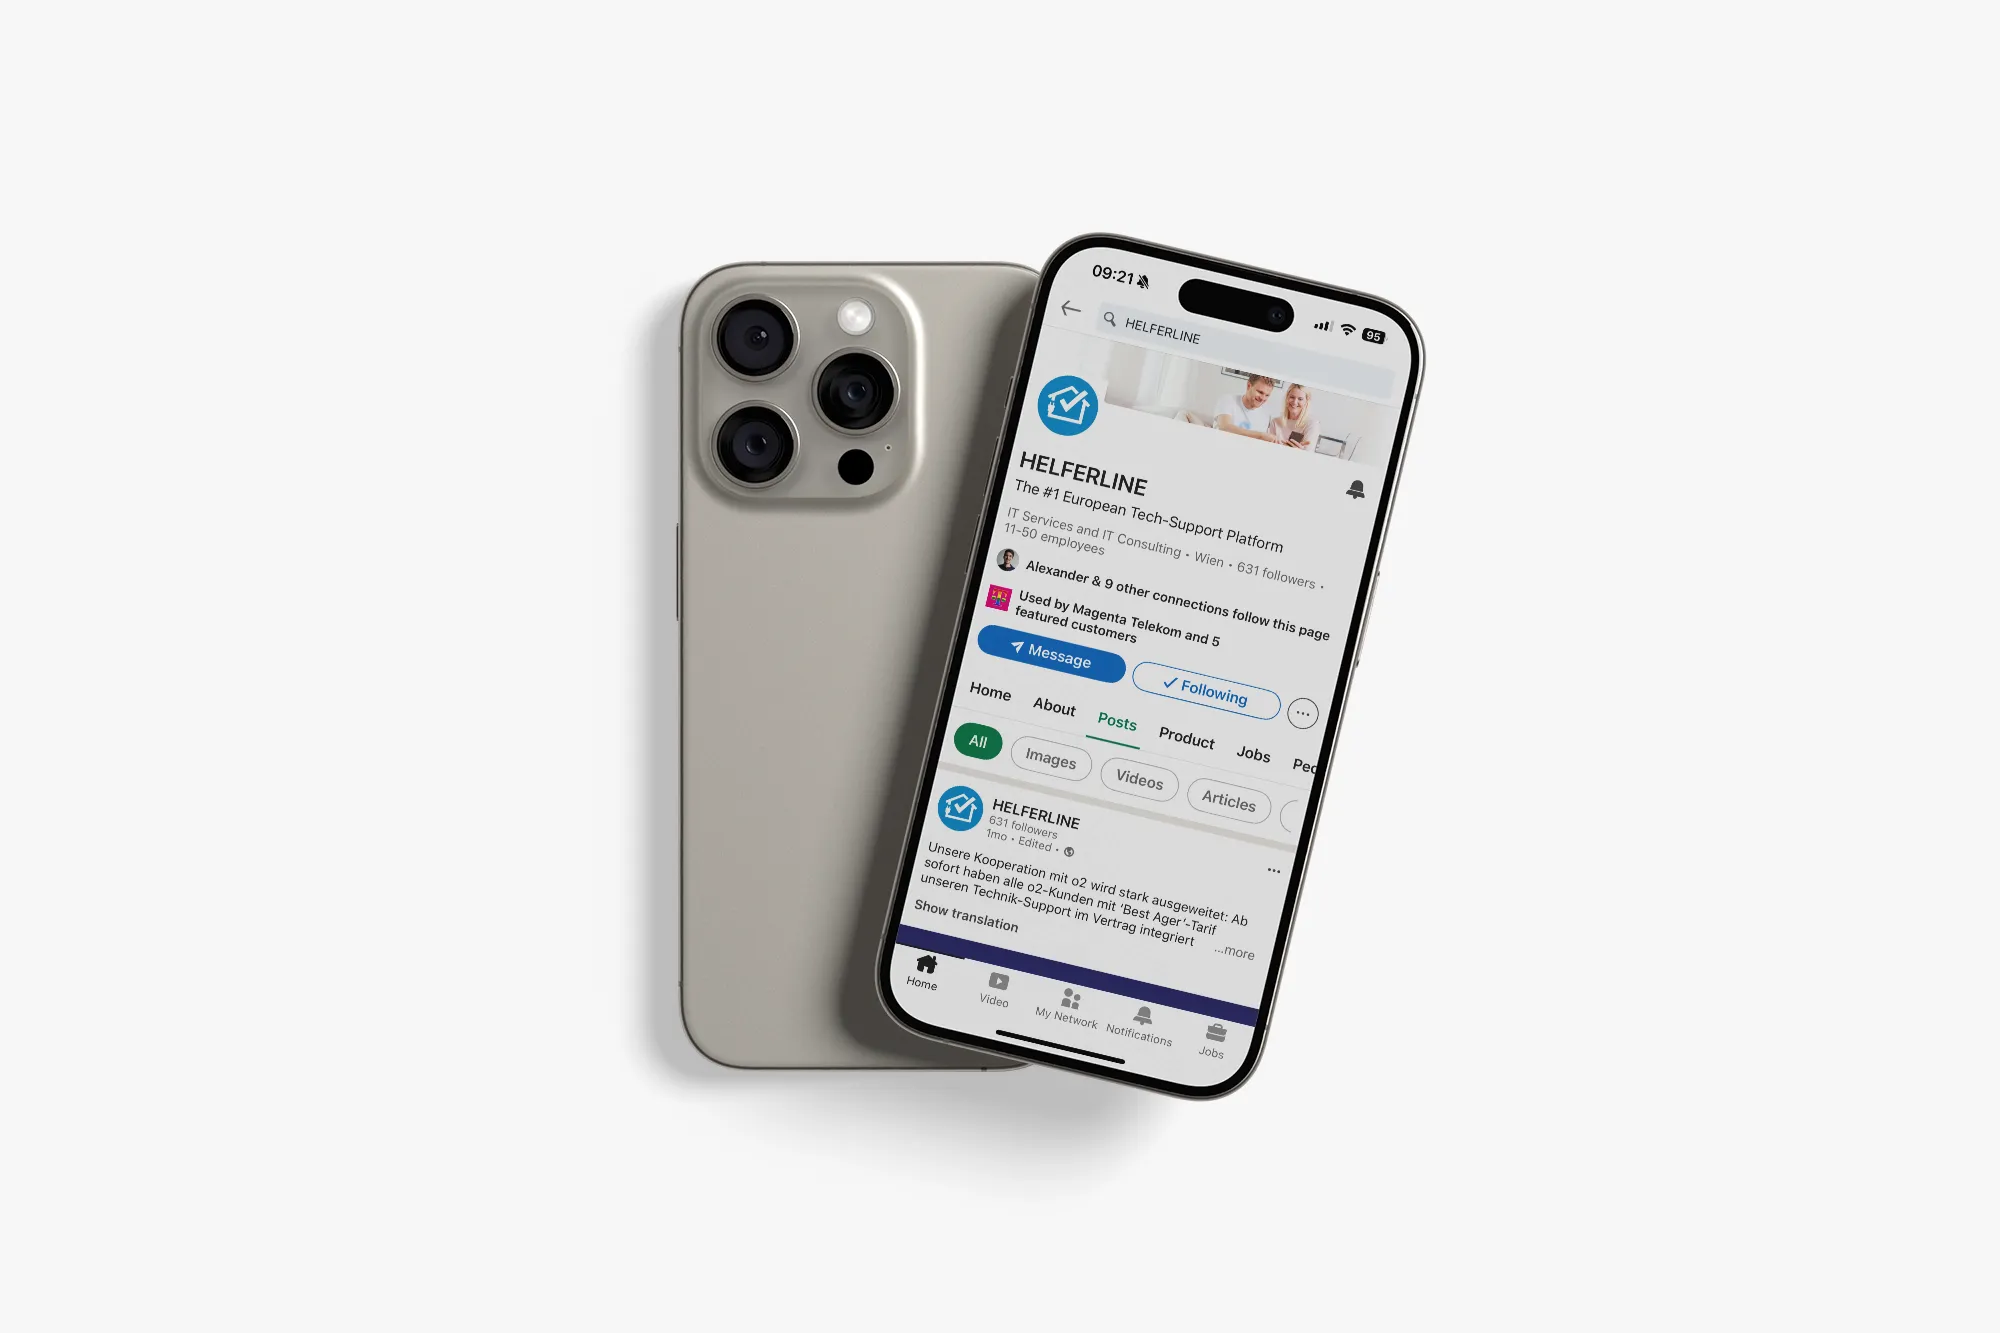 09:21
95
HELFERLINE
HELFERLINE
The #1 European Tech-Support Platform
IT Services and IT Consulting • Wien • 631 followers •
11-50 employees
Alexander & 9 other connections follow this page
Used by Magenta Telekom and 5
featured customers
Message
✓ Following
Home About Posts Product Jobs Peo
All Images Videos Articles
HELFERLINE
631 followers
1mo • Edited •
Unsere Kooperation mit o2 wird stark ausgeweitet: Ab
sofort haben alle o2-Kunden mit 'Best Ager'-Tarif
unseren Technik-Support im Vertrag integriert ...more
Show translation
Home Video My Network Notifications Jobs